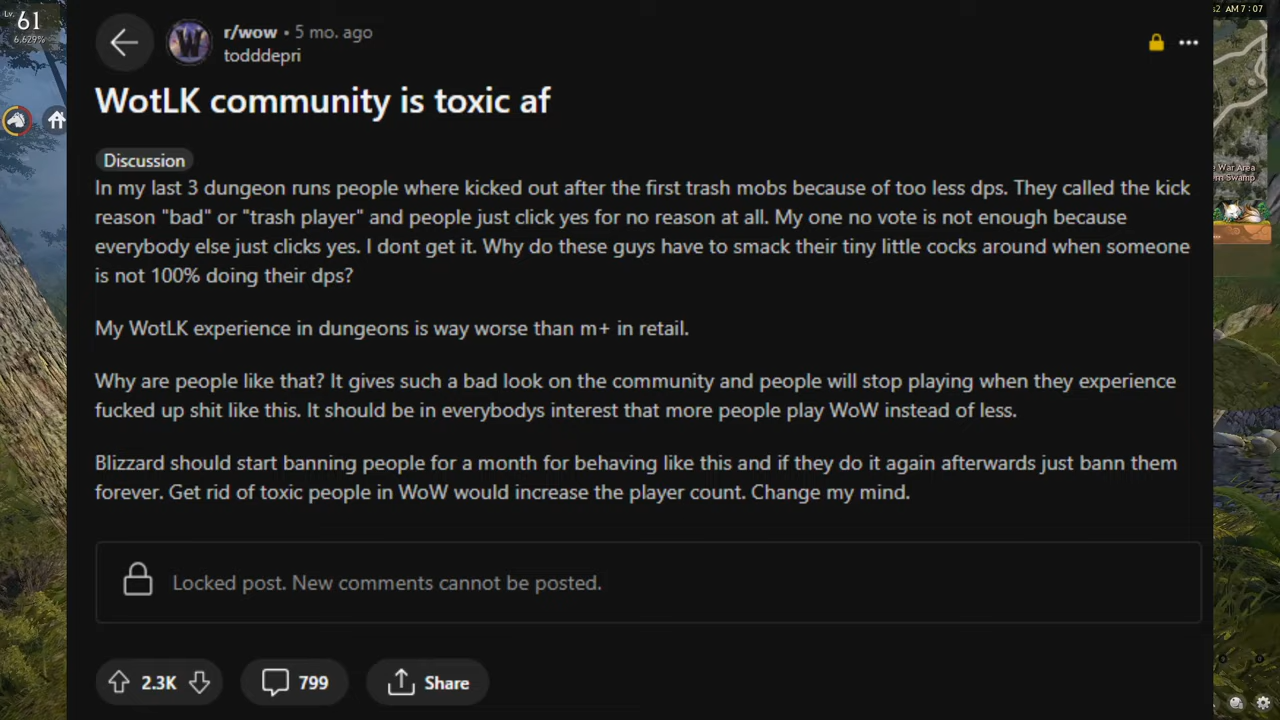 Lv.
61
6.629%
AM 7:07
r/wow • 5 mo. ago
todddepri
WotLK community is toxic af
Discussion
In my last 3 dungeon runs people where kicked out after the first trash mobs because of too less dps. They called the kick
reason "bad" or "trash player" and people just click yes for no reason at all. My one no vote is not enough because
everybody else just clicks yes. I dont get it. Why do these guys have to smack their tiny little cocks around when someone
is not 100% doing their dps?
My WotLK experience in dungeons is way worse than m+ in retail.
Why are people like that? It gives such a bad look on the community and people will stop playing when they experience
fucked up shit like this. It should be in everybodys interest that more people play WoW instead of less.
Blizzard should start banning people for a month for behaving like this and if they do it again afterwards just bann them
forever. Get rid of toxic people in WoW would increase the player count. Change my mind.
Locked post. New comments cannot be posted.
2.3K
799
Share
War Area
Swamp